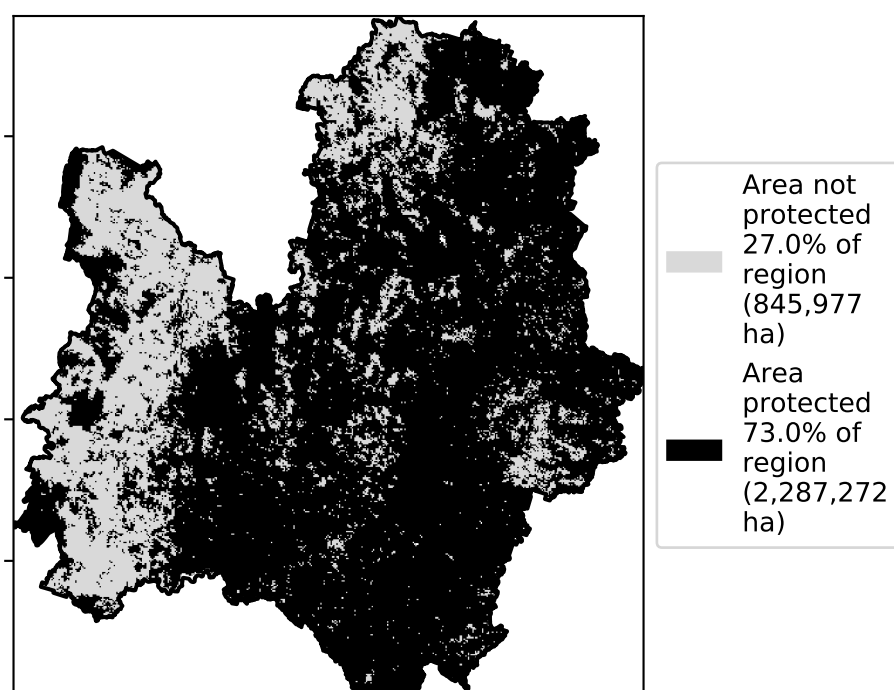 Area not
protected
27.0% of
region
(845,977
ha)
Area
protected
73.0% of
region
(2,287,272
ha)